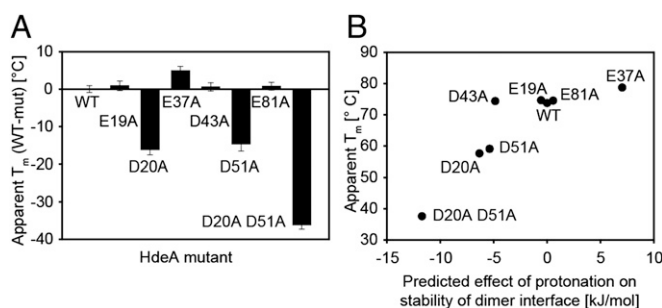 A
Apparent Tm (WT-mut) [°C]
10
0
-10
-20
-30
-40
WT
E19A
D20A
E37A
D43A
D51A
E81A
D20A D51A
HdeA mutant
B
Apparent Tm [° C]
90
80
70
60
50
40
30
D43A
E19A
E81A
WT
E37A
D51A
D20A
D20A D51A
-15 -10 -5 0 5 10
Predicted effect of protonation on
stability of dimer interface [kJ/mol]